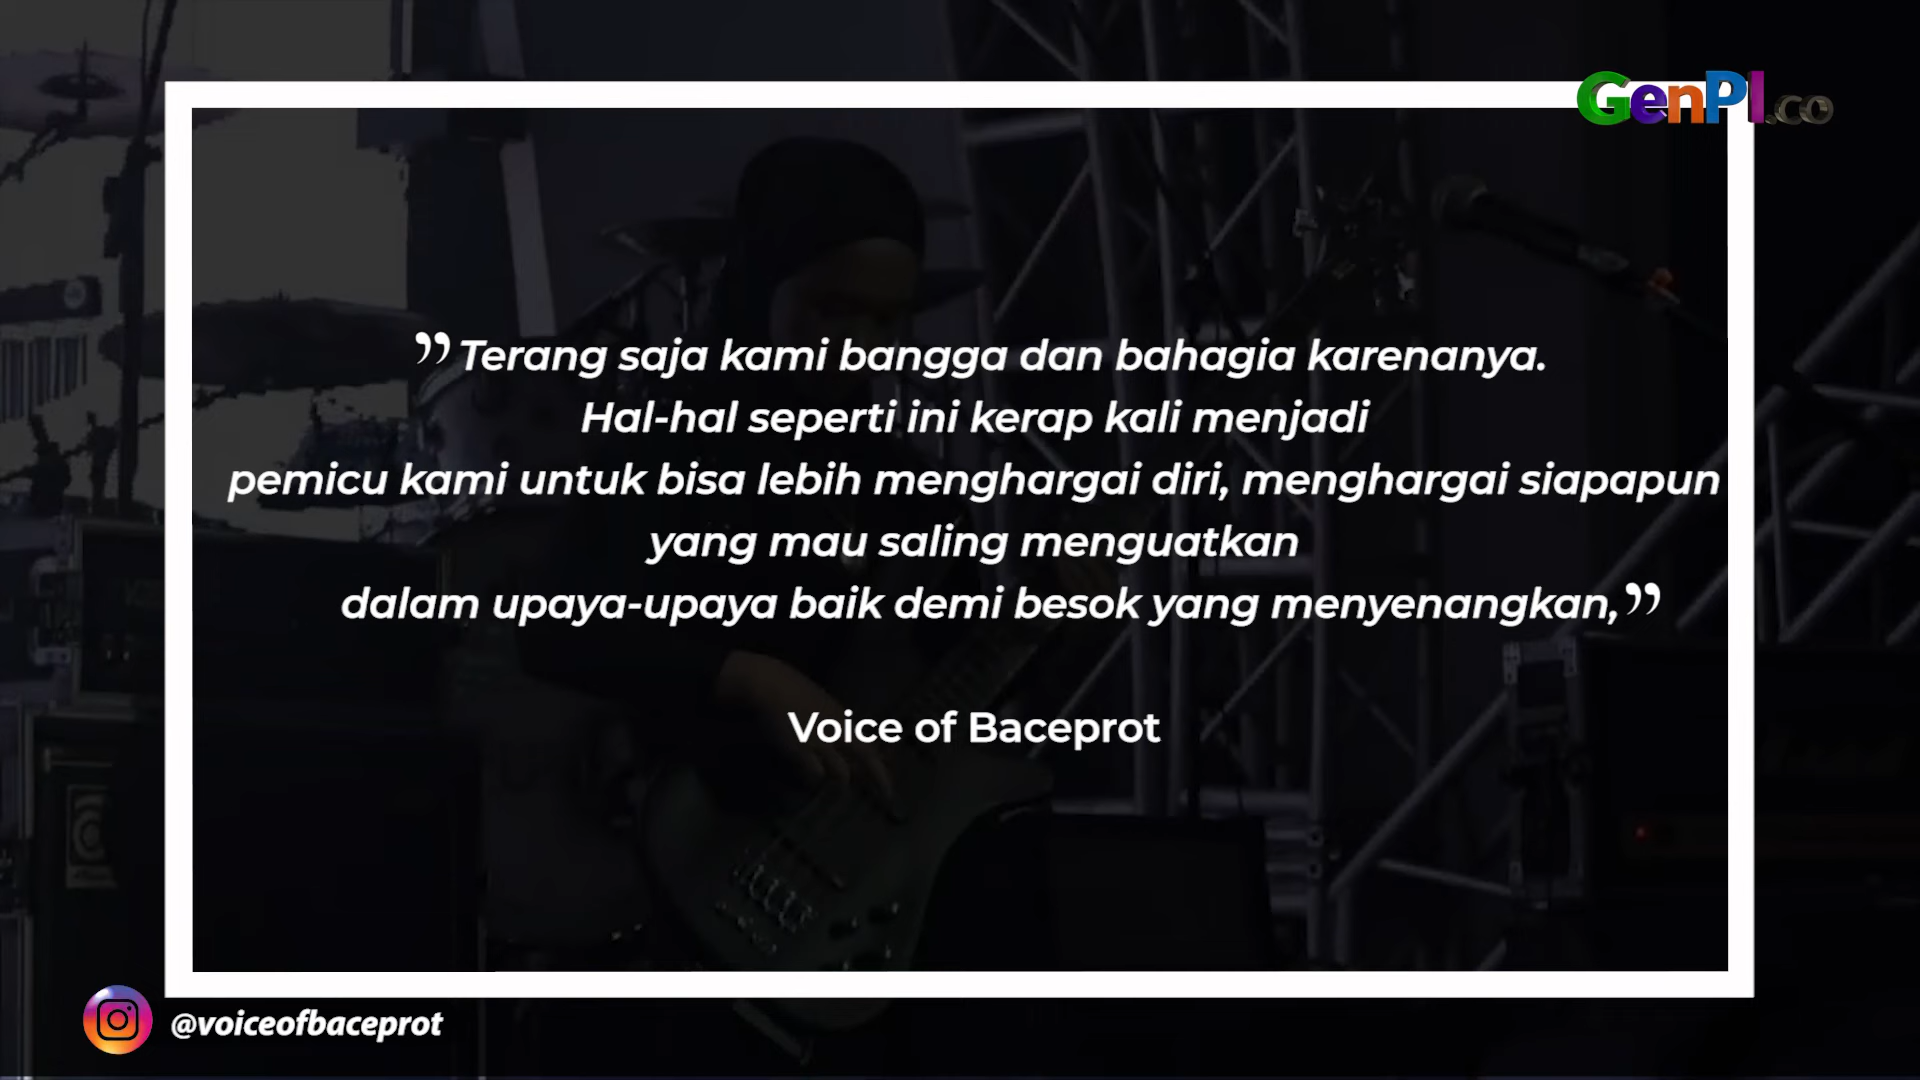 GenPI.co
”Terang saja kami bangga dan bahagia karenanya.
Hal-hal seperti ini kerap kali menjadi
pemicu kami untuk bisa lebih menghargai diri, menghargai siapapun
yang mau saling menguatkan
dalam upaya-upaya baik demi besok yang menyenangkan,”
Voice of Baceprot
@voiceofbaceprot